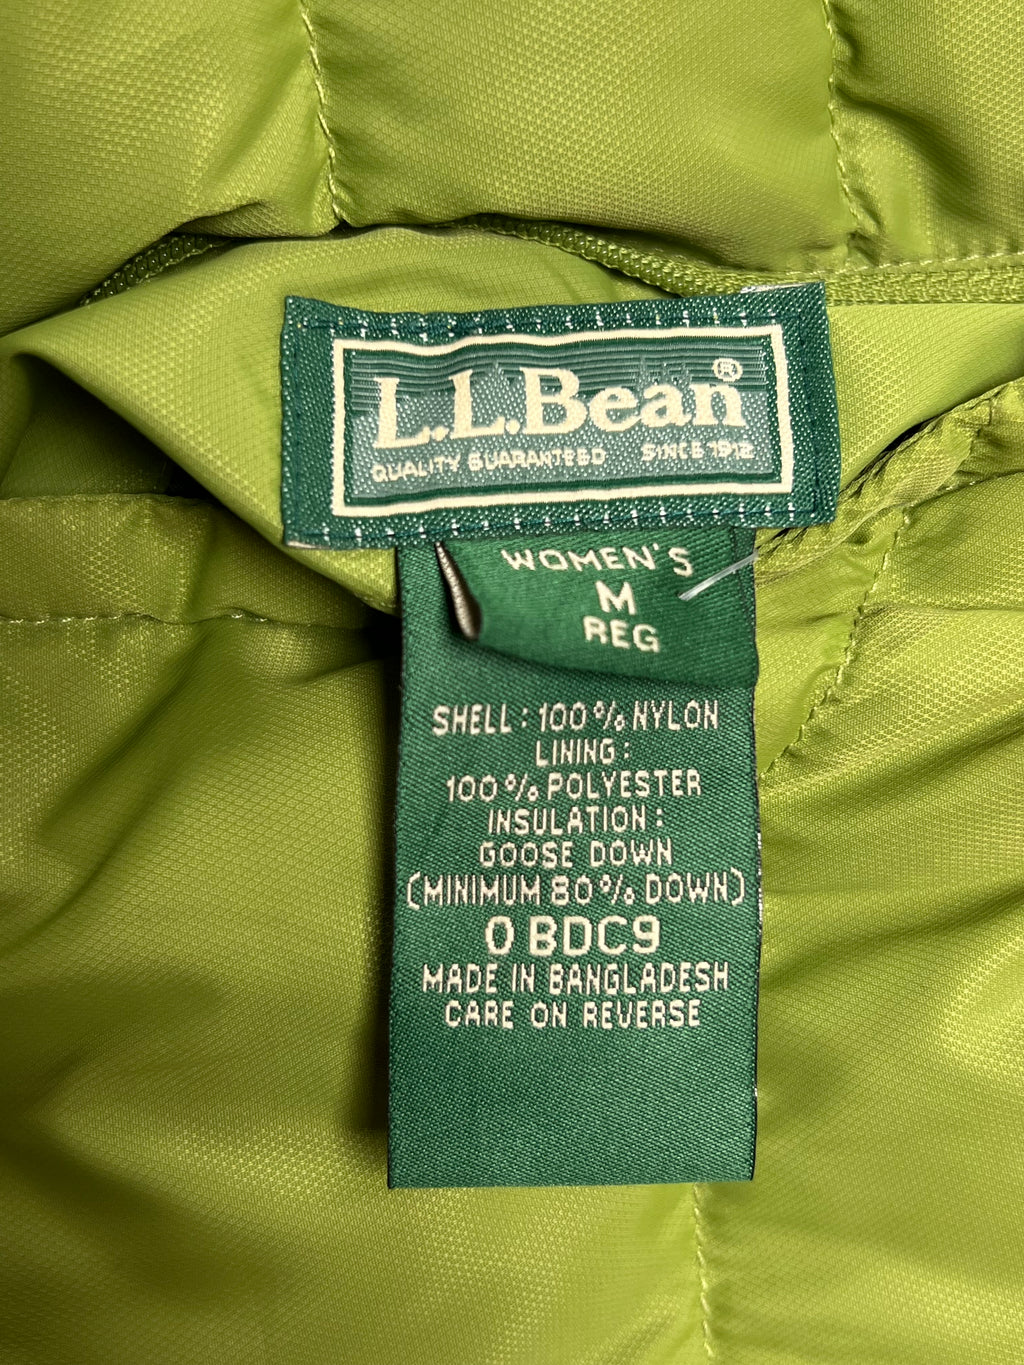 L.L.Bean®
QUALITY GUARANTEED SINCE 1912
WOMEN'S
M
REG
SHELL: 100% NYLON
LINING:
100% POLYESTER
INSULATION:
GOOSE DOWN
(MINIMUM 80% DOWN)
0 BDC9
MADE IN BANGLADESH
CARE ON REVERSE